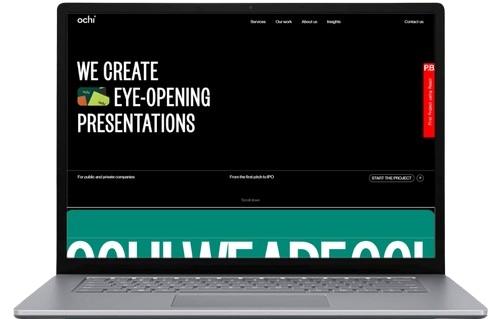 ochi
Services
Our work
About us
Insights
Contact us
WE CREATE
EYE-OPENING
PRESENTATIONS
P.B
First Project using React
For public and private companies
From the first pitch to IPO
START THE PROJECT
Scroll down
OCHI WE ARE OCHI